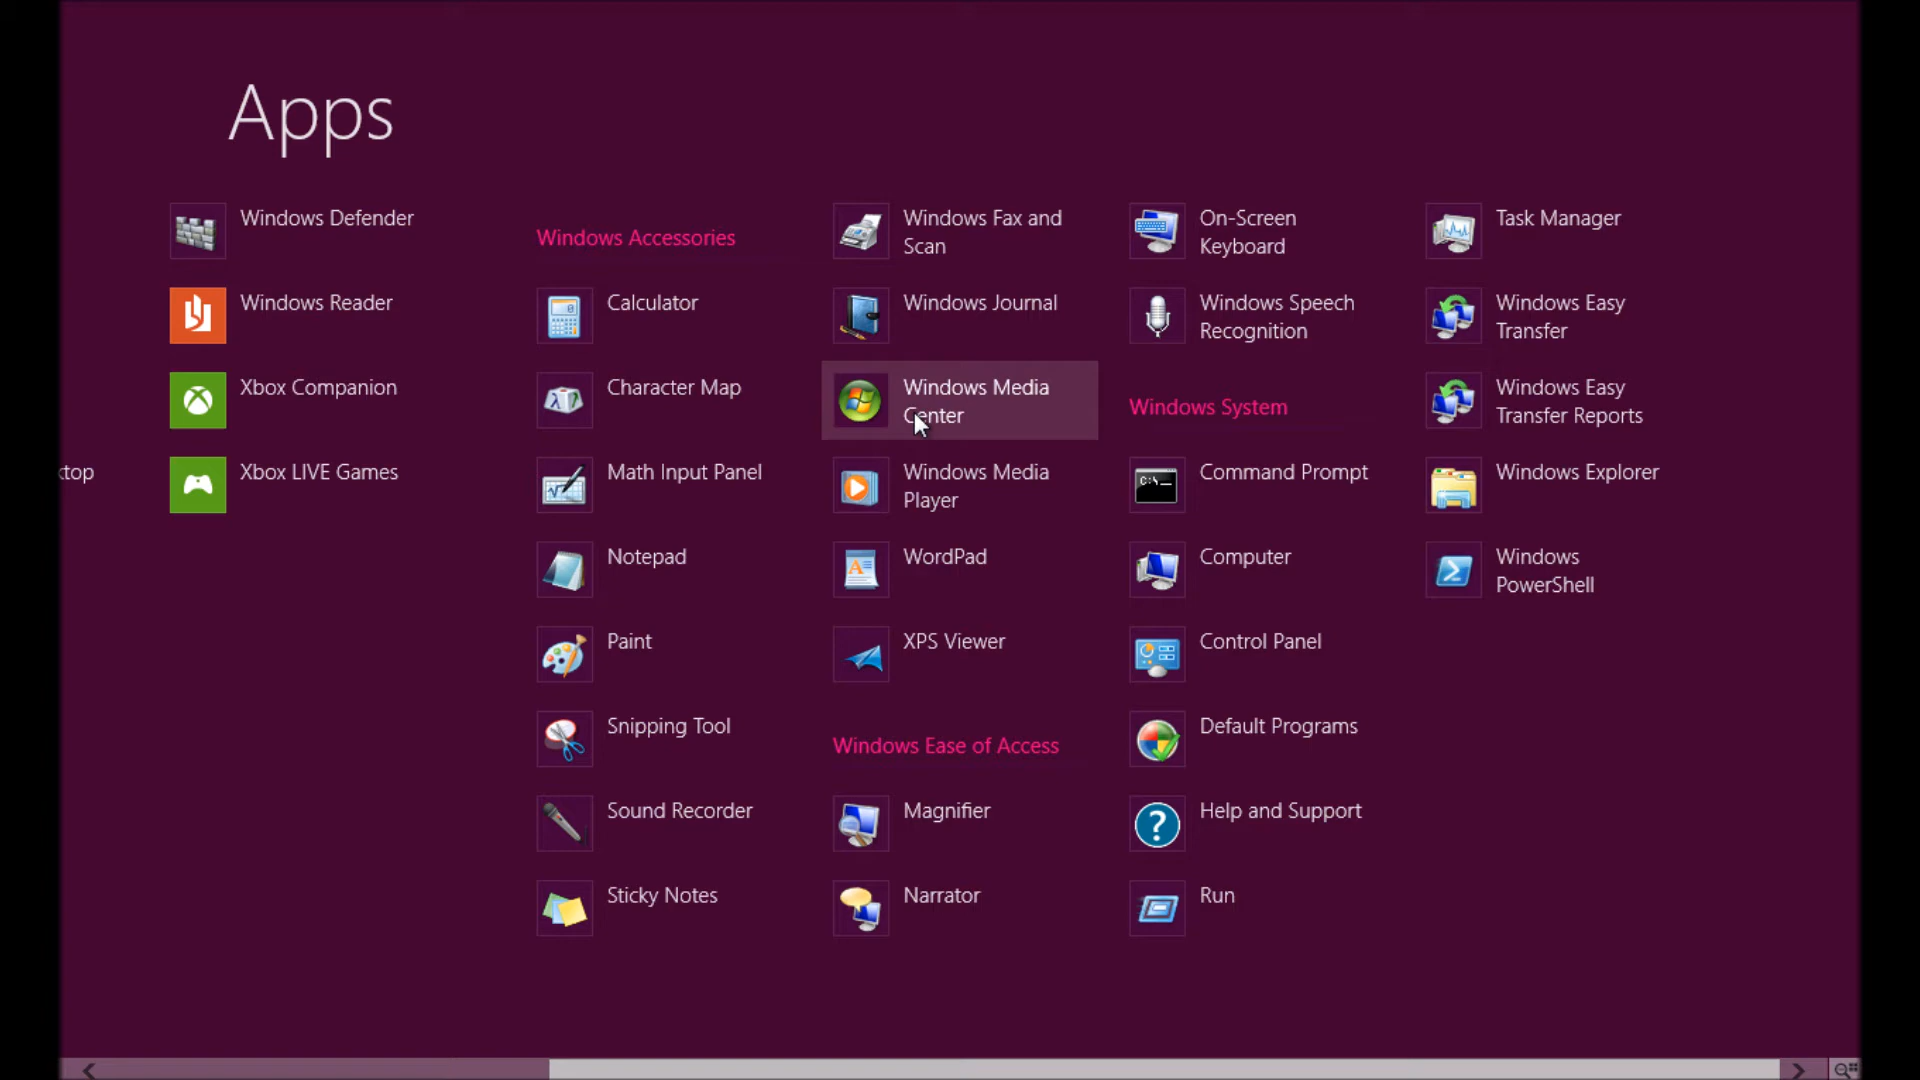 Apps
ktop
Windows Defender
Windows Reader
Xbox Companion
Xbox LIVE Games
Windows Accessories
Calculator
Character Map
Math Input Panel
Notepad
Paint
Snipping Tool
Sound Recorder
Sticky Notes
Windows Fax and
Scan
Windows Journal
Windows Media
Center
Windows Media
Player
WordPad
XPS Viewer
Windows Ease of Access
Magnifier
Narrator
On-Screen
Keyboard
Windows Speech
Recognition
Windows System
Command Prompt
Computer
Control Panel
Default Programs
Help and Support
Run
Task Manager
Windows Easy
Transfer
Windows Easy
Transfer Reports
Windows Explorer
Windows
PowerShell